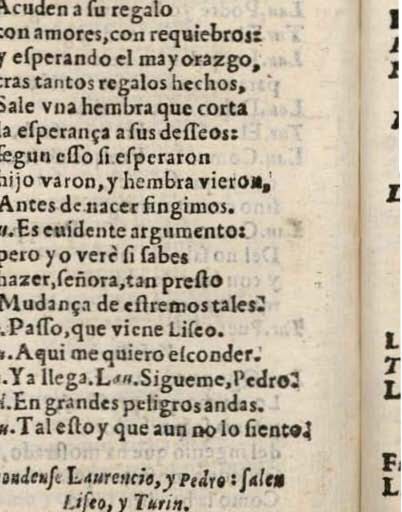 Acuden a ſu regalo
con amores, con requiebros:
y eſperando el mayorazgo,
tras tantos regalos hechos,
Sale vna hembra que corta
la eſperança a ſus deſſeos:
ſegun eſſo ſi eſperaron
hijo varon, y hembra vieron,
Antes de nacer fingimos.
u. Es euidente argumento:
pero yo verè ſi ſabes
hazer, ſeñora, tan preſto
Mudança de eſtremos tales?
. Paſſo, que viene Liſeo.
u. Aqui me quiero eſconder.
. Ya llega. Lau. Sigueme, Pedro?
i. En grandes peligros andas.
u. Tal eſtoy que aun no lo ſiento.
ondenſe Laurencio, y Pedro: ſalen
Liſeo, y Turin.
L
T
L
L